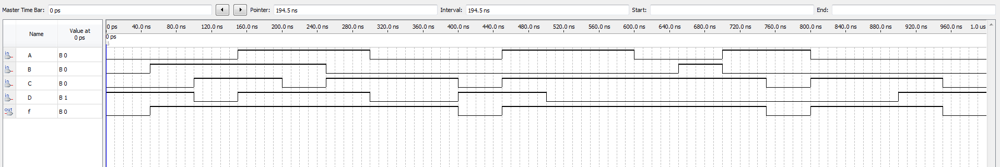 Master Time Bar: 0 ps Pointer: 194.5 ns Interval: 194.5 ns Start: End:
Name Value at 0 ps 0 ps 40.0 ns 80.0 ns 120.0 ns 160.0 ns 200.0 ns 240.0 ns 280.0 ns 320.0 ns 360.0 ns 400.0 ns 440.0 ns 480.0 ns 520.0 ns 560.0 ns 600.0 ns 640.0 ns 680.0 ns 720.0 ns 760.0 ns 800.0 ns 840.0 ns 880.0 ns 920.0 ns 960.0 ns 1.0 us
0 ps
in A B 0
in B B 0
in C B 0
in D B 1
out f B 0